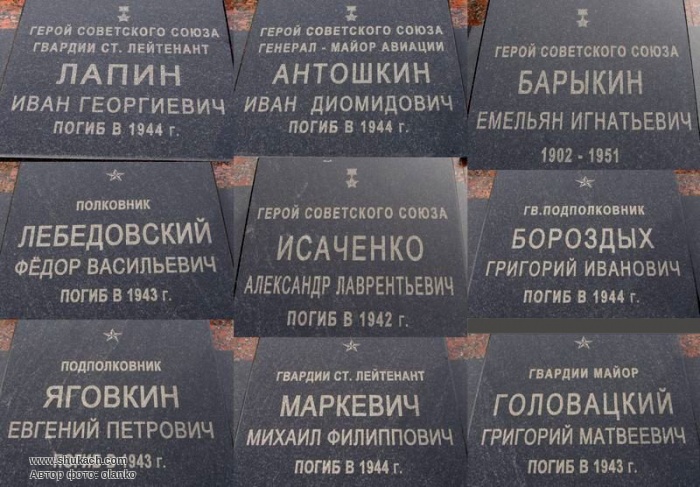 ГЕРОЙ СОВЕТСКОГО СОЮЗА
ГВАРДИИ СТ. ЛЕЙТЕНАНТ
ЛАПИН
ИВАН ГЕОРГИЕВИЧ
ПОГИБ В 1944 г.
ГЕРОЙ СОВЕТСКОГО СОЮЗА
ГЕНЕРАЛ - МАЙОР АВИАЦИИ
АНТОШКИН
ИВАН ДИОМИДОВИЧ
ПОГИБ В 1944 г.
ГЕРОЙ СОВЕТСКОГО СОЮЗА
БАРЫКИН
ЕМЕЛЬЯН ИГНАТЬЕВИЧ
1902 - 1951
ПОЛКОВНИК
ЛЕБЕДОВСКИЙ
ФЁДОР ВАСИЛЬЕВИЧ
ПОГИБ В 1943 г.
ГЕРОЙ СОВЕТСКОГО СОЮЗА
ИСАЧЕНКО
АЛЕКСАНДР ЛАВРЕНТЬЕВИЧ
ПОГИБ В 1942 г.
ГВ.ПОДПОЛКОВНИК
БОРОЗДЫХ
ГРИГОРИЙ ИВАНОВИЧ
ПОГИБ В 1944 г.
ПОДПОЛКОВНИК
ЯГОВКИН
ЕВГЕНИЙ ПЕТРОВИЧ
ПОГИБ В 1943 г.
ГВАРДИИ СТ. ЛЕЙТЕНАНТ
МАРКЕВИЧ
МИХАИЛ ФИЛИППОВИЧ
ПОГИБ В 1944 г.
ГВАРДИИ МАЙОР
ГОЛОВАЦКИЙ
ГРИГОРИЙ МАТВЕЕВИЧ
ПОГИБ В 1943 г.
www.shukach.com
Автор фото: olanko